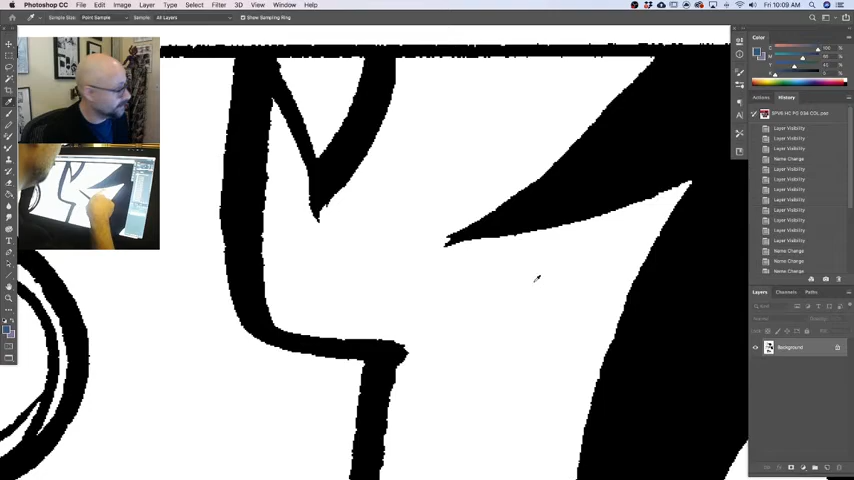 Photoshop CC File Edit Image Layer Type Select Filter 3D View Window Help
Fri 10:09 AM
Sample Size: Point Sample Sample: All Layers Show Sampling Ring
Color
C 100
M
Y
K
Actions History
Layer Visibility
Layer Visibility
Layer Visibility
Name Change
Layer Visibility
Layer Visibility
Layer Visibility
Layer Visibility
Layer Visibility
Layer Visibility
Layer Visibility
Layer Visibility
Name Change
Name Change
Name Change
Layers Channels Paths
Background